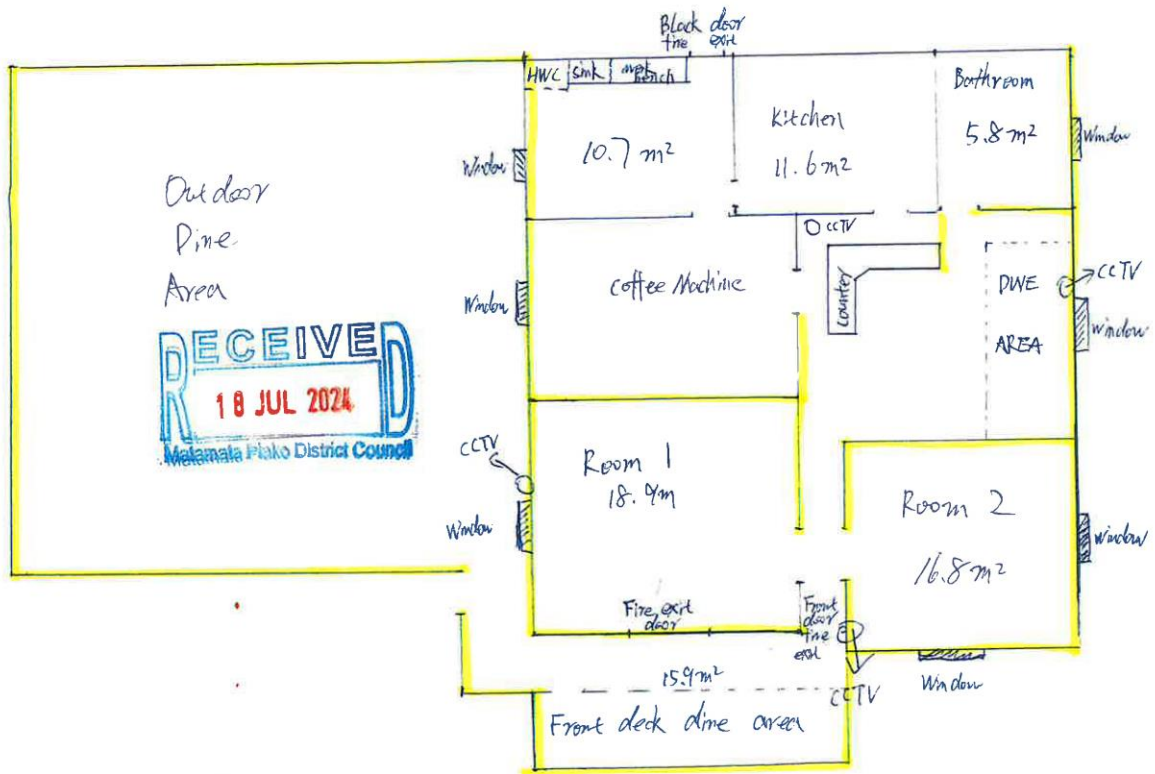 Back door
fire exit
HWC
sink
bench
Bathroom
5.8 m²
Kitchen
11.6 m²
10.7 m²
Window
Window
Outdoor
Dine
Area
CCTV
Coffee Machine
counter
DINE
AREA
CCTV
Window
Window
RECEIVED
18 JUL 2024
Matamata Piako District Council
CCTV
Room 1
18.9m
Window
Room 2
16.8 m²
Window
Fire exit
door
Front
door
fire
exit
15.9 m²
CCTV
Window
Front deck dine area